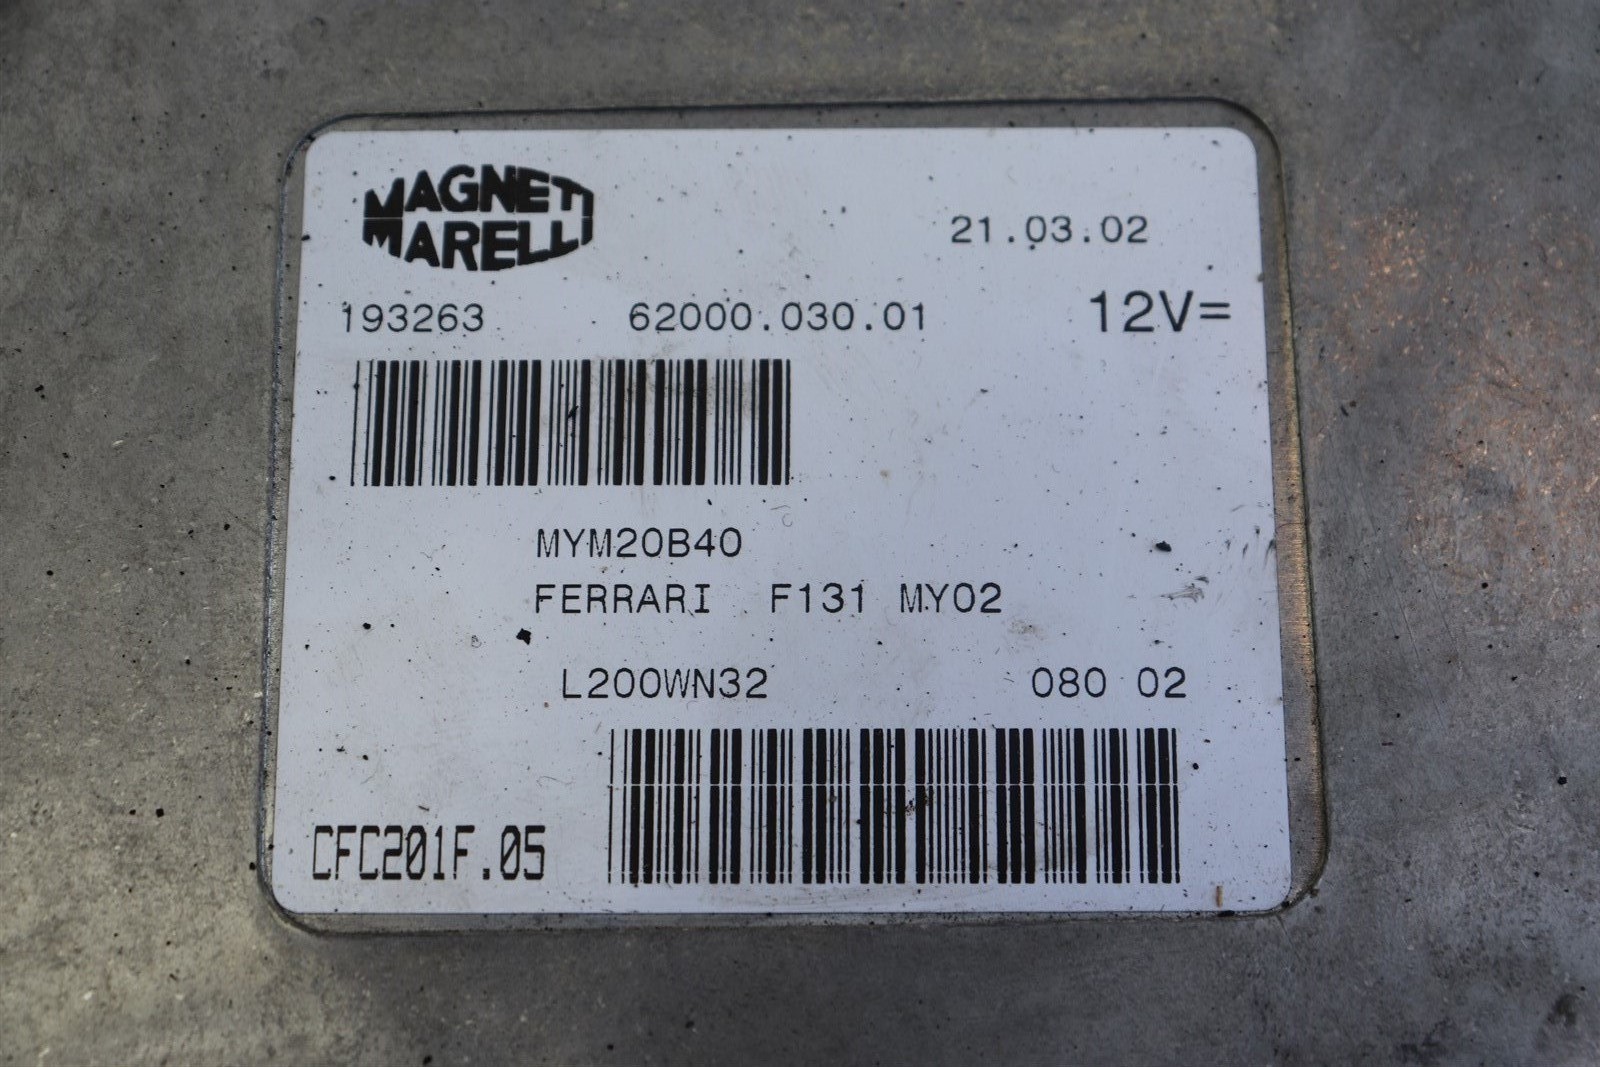 MAGNETI
MARELLI
21.03.02
193263 62000.030.01 12V=
MYM20B40
FERRARI F131 MY02
L200WN32 080 02
CFC201F.05